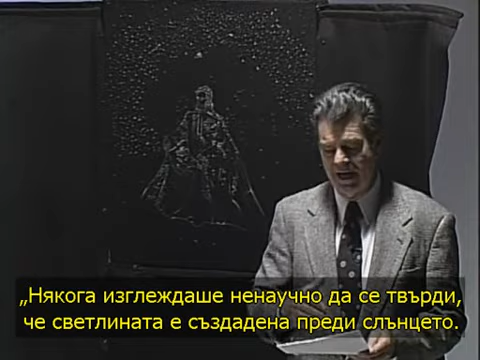 „Някога изглеждаше ненаучно да се твърди,
че светлината е създадена преди слънцето.